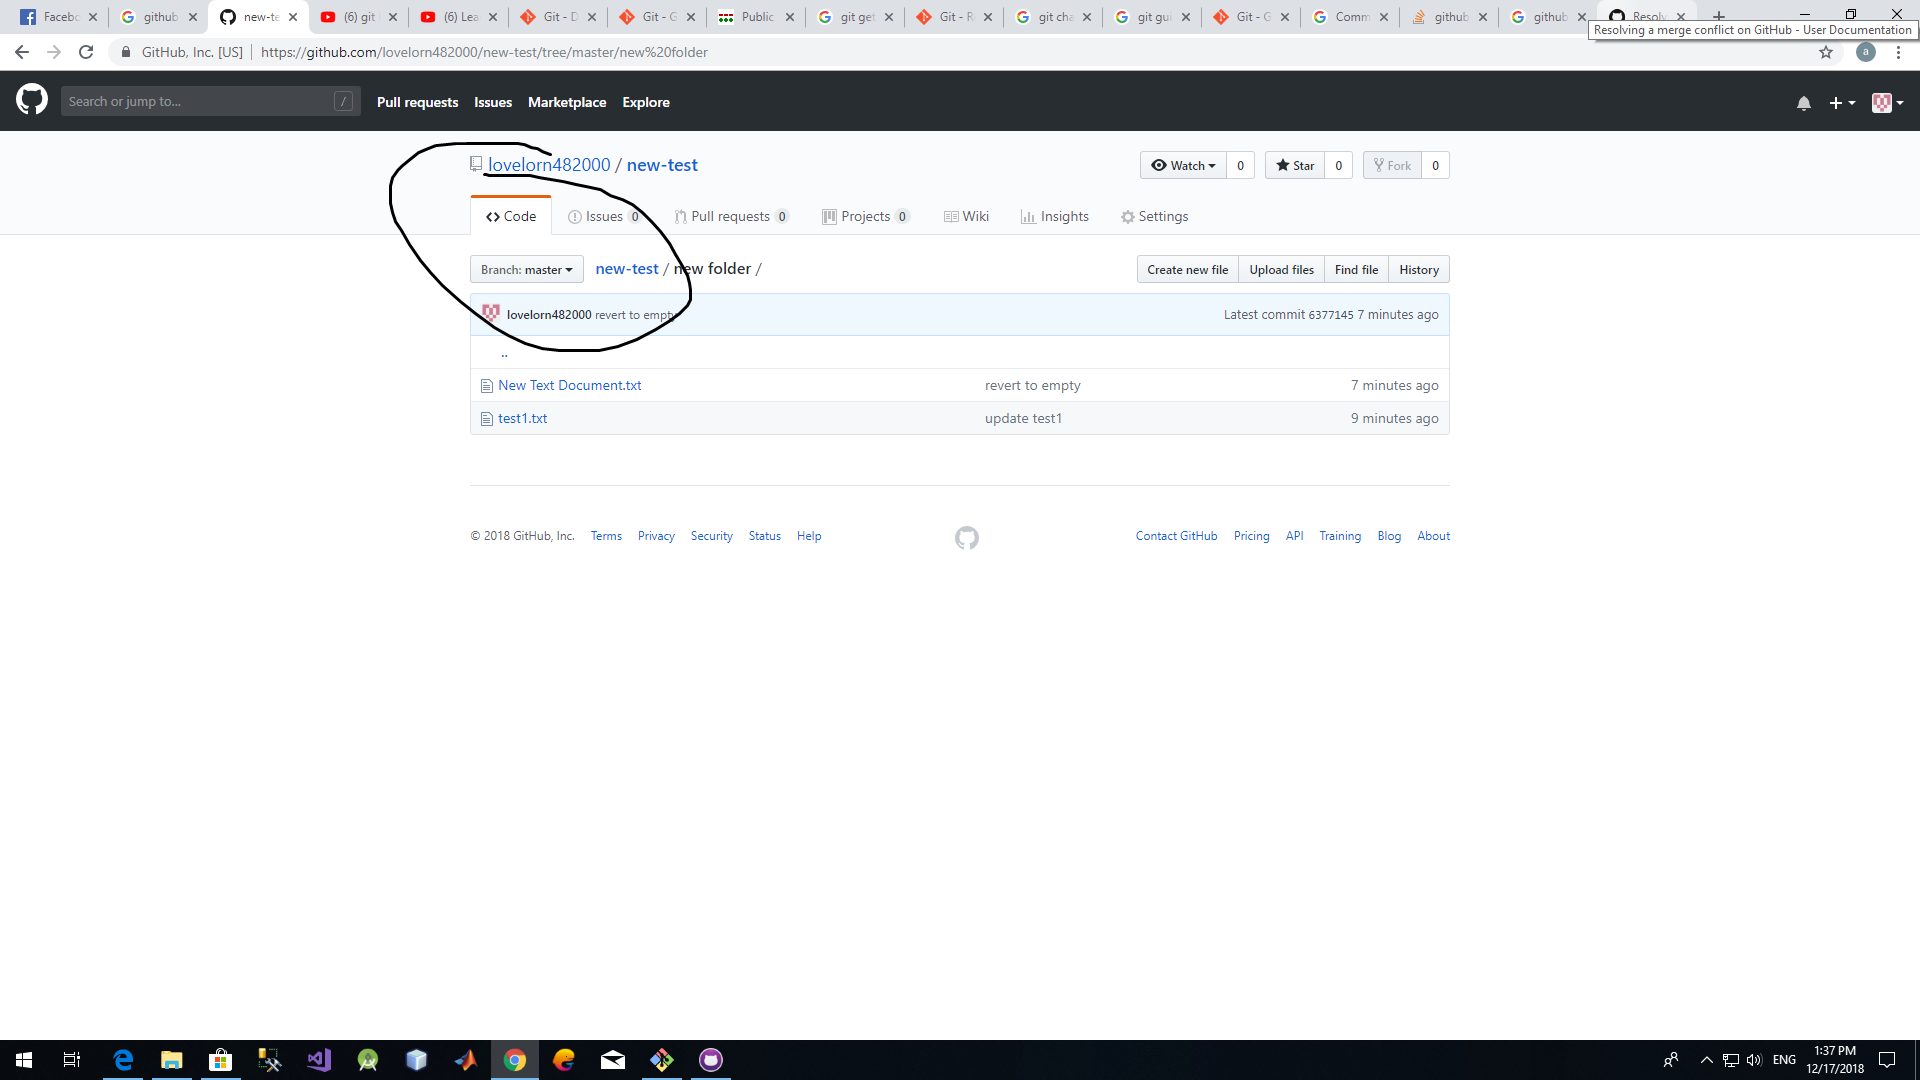 Faceb
github
new-te
(6) git
(6) Lea
Git - D
Git - G
Public
git get
Git - R
git cha
git gui
Git - G
Comm
github
github
Resolv
Resolving a merge conflict on GitHub - User Documentation
GitHub, Inc. [US] https://github.com/lovelorn482000/new-test/tree/master/new%20folder a
Search or jump to... / Pull requests Issues Marketplace Explore
lovelorn482000 / new-test Watch 0 Star 0 Fork 0
Code Issues 0 Pull requests 0 Projects 0 Wiki Insights Settings
Branch: master new-test / new folder / Create new file Upload files Find file History
lovelorn482000 revert to empty Latest commit 6377145 7 minutes ago
..
New Text Document.txt revert to empty 7 minutes ago
test1.txt update test1 9 minutes ago
© 2018 GitHub, Inc. Terms Privacy Security Status Help Contact GitHub Pricing API Training Blog About
ENG
1:37 PM
12/17/2018